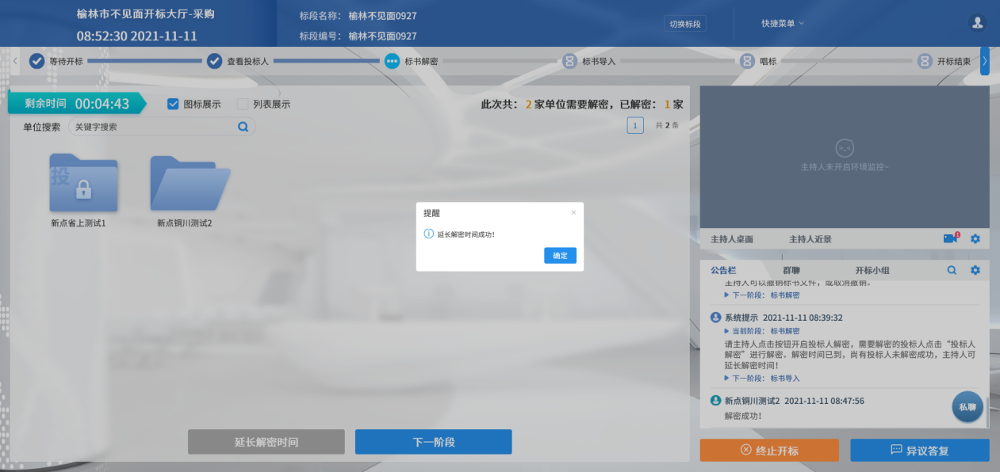 榆林市不见面开标大厅-采购
08:52:30 2021-11-11
标段名称： 榆林不见面0927
标段编号： 榆林不见面0927
切换标段
快捷菜单
等待开标
查看投标人
标书解密
标书导入
唱标
开标结束
剩余时间 00:04:43
图标展示
列表展示
此次共： 2 家单位需要解密，已解密： 1 家
单位搜索
关键字搜索
1
共 2 条
投
新点省上测试1
新点铜川测试2
主持人未开启环境监控~
提醒
延长解密时间成功！
确定
主持人桌面
主持人近景
1
公告栏
群聊
开标小组
主持人可以撤销标书文件，或取消撤销。
下一阶段： 标书解密
系统提示 2021-11-11 08:39:32
当前阶段： 标书解密
请主持人点击按钮开启投标人解密，需要解密的投标人点击“投标人
解密”进行解密。解密时间已到，尚有投标人未解密成功，主持人可
延长解密时间！
下一阶段： 标书导入
新点铜川测试2 2021-11-11 08:47:56
解密成功！
私聊
延长解密时间
下一阶段
终止开标
异议答复